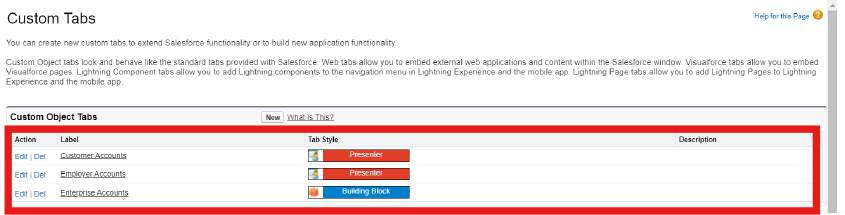 Custom Tabs
Help for this Page ?
You can create new custom tabs to extend Salesforce functionality or to build new application functionality.
Custom Object tabs look and behave like the standard tabs provided with Salesforce. Web tabs allow you to embed external web applications and content within the Salesforce window. Visualforce tabs allow you to embed
Visualforce pages. Lightning Component tabs allow you to add Lightning components to the navigation menu in Lightning Experience and the mobile app. Lightning Page tabs allow you to add Lightning Pages to Lightning
Experience and the mobile app.
Custom Object Tabs New What Is This?
Action Label Tab Style Description
Edit | Del Customer Accounts Presenter
Edit | Del Employer Accounts Presenter
Edit | Del Enterprise Accounts Building Block